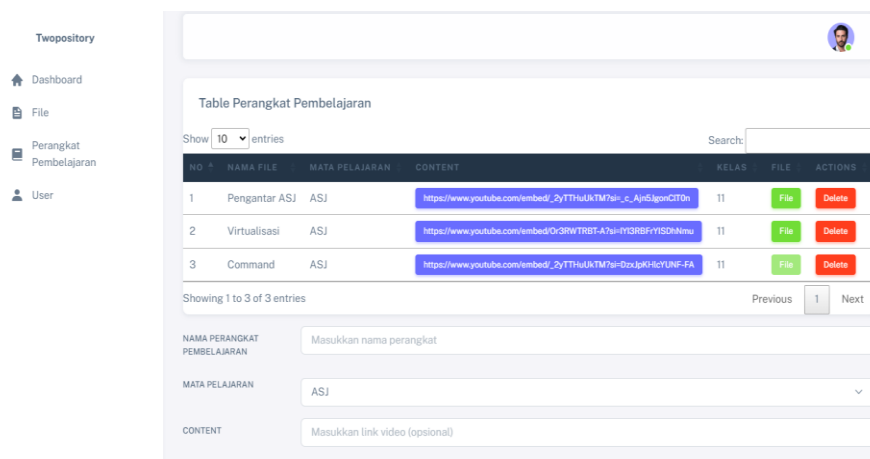 Twopository
Dashboard
File
Perangkat
Pembelajaran
User
Table Perangkat Pembelajaran
Show 10 entries
Search:
NO NAMA FILE MATA PELAJARAN CONTENT KELAS FILE ACTIONS
1 Pengantar ASJ ASJ https://www.youtube.com/embed/_2yTTHuUkTM?si=_c_Ajn5JgonCIT0n 11 File Delete
2 Virtualisasi ASJ https://www.youtube.com/embed/Or3RWTRBT-A?si=lYl3RBFrYISDhNmu 11 File Delete
3 Command ASJ https://www.youtube.com/embed/_2yTTHuUkTM?si=DzxJpKHlcYUNF-FA 11 File Delete
Showing 1 to 3 of 3 entries
Previous 1 Next
NAMA PERANGKAT
PEMBELAJARAN
Masukkan nama perangkat
MATA PELAJARAN
ASJ
CONTENT
Masukkan link video (opsional)